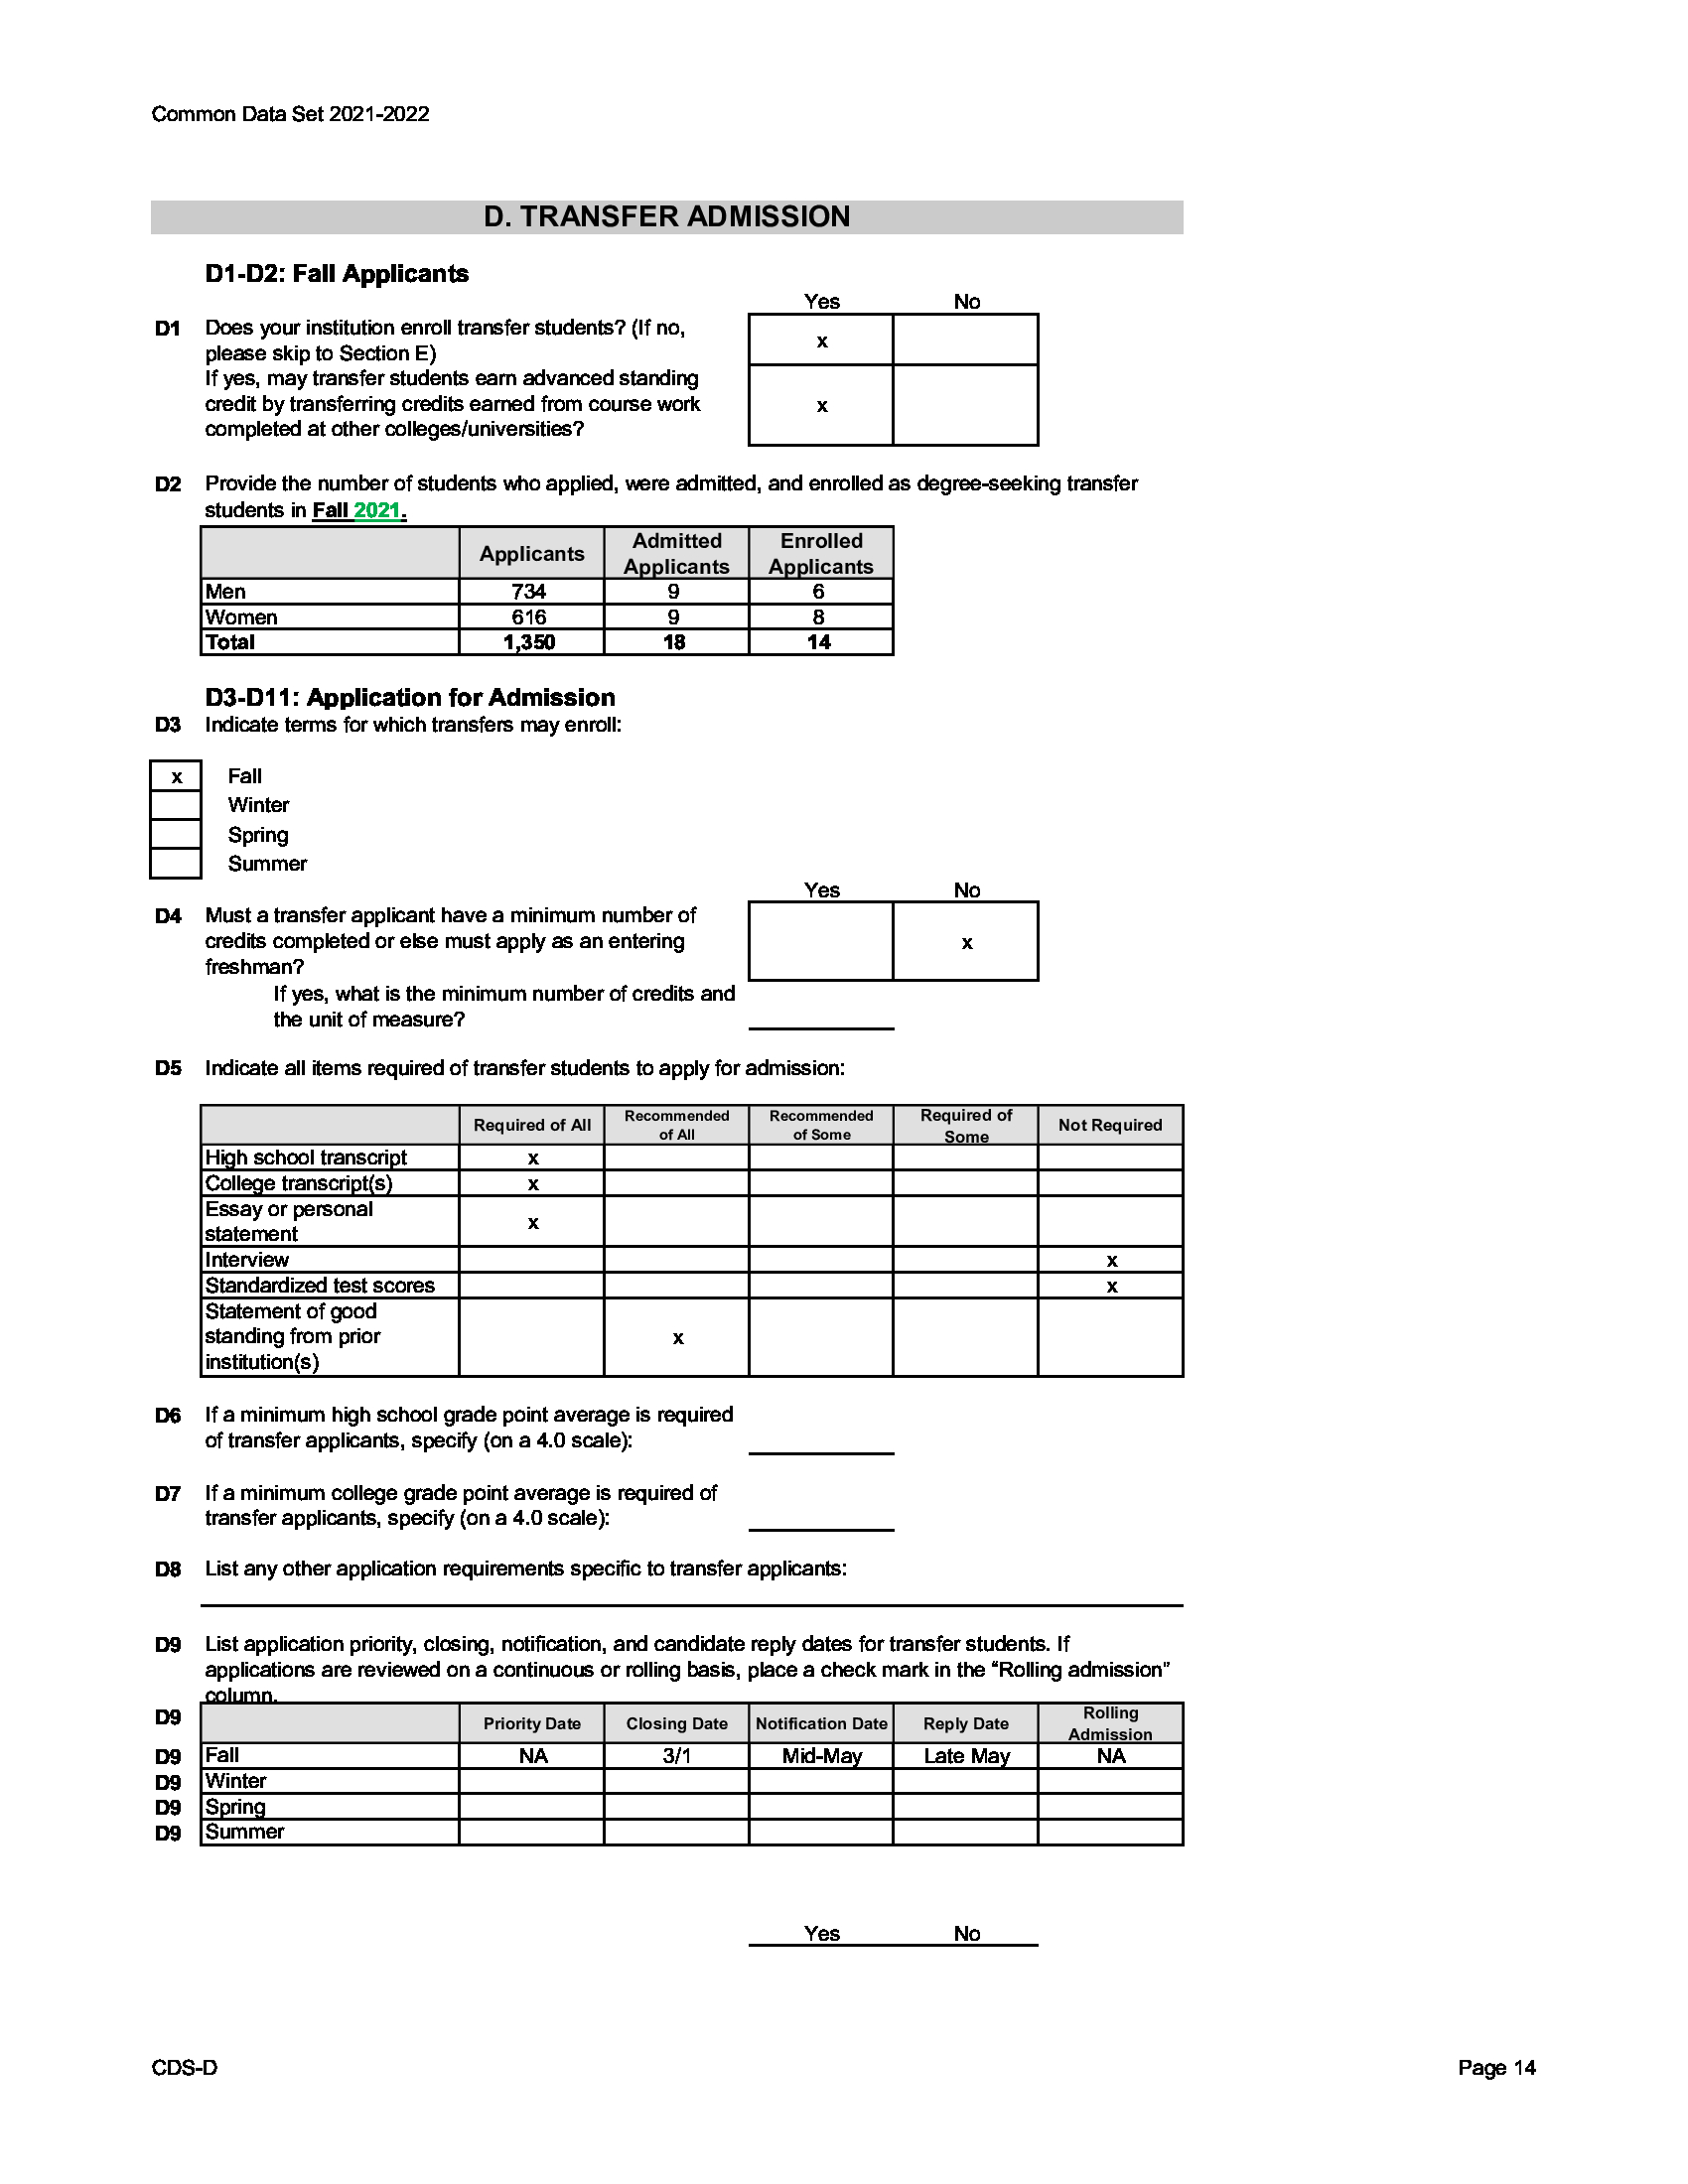 Common Data Set 2021-2022
D. TRANSFER ADMISSION
D1-D2: Fall Applicants
Yes No
D1 Does your institution enroll transfer students? (If no,
please skip to Section E)
x
If yes, may transfer students earn advanced standing
credit by transferring credits earned from course work
completed at other colleges/universities?
x
D2 Provide the number of students who applied, were admitted, and enrolled as degree-seeking transfer
students in Fall 2021.
Applicants Admitted Applicants Enrolled Applicants
Men 734 9 6
Women 616 9 8
Total 1,350 18 14
D3-D11: Application for Admission
D3 Indicate terms for which transfers may enroll:
x Fall
Winter
Spring
Summer
Yes No
D4 Must a transfer applicant have a minimum number of
credits completed or else must apply as an entering x
freshman?
If yes, what is the minimum number of credits and
the unit of measure?
D5 Indicate all items required of transfer students to apply for admission:
Required of All Recommended of All Recommended of Some Required of Some Not Required
High school transcript x
College transcript(s) x
Essay or personal
statement x
Interview x
Standardized test scores x
Statement of good
standing from prior x
institution(s)
D6 If a minimum high school grade point average is required
of transfer applicants, specify (on a 4.0 scale):
D7 If a minimum college grade point average is required of
transfer applicants, specify (on a 4.0 scale):
D8 List any other application requirements specific to transfer applicants:
D9 List application priority, closing, notification, and candidate reply dates for transfer students. If
applications are reviewed on a continuous or rolling basis, place a check mark in the “Rolling admission”
column.
D9 Priority Date Closing Date Notification Date Reply Date Rolling Admission
D9 Fall NA 3/1 Mid-May Late May NA
D9 Winter
D9 Spring
D9 Summer
Yes No
CDS-D Page 14